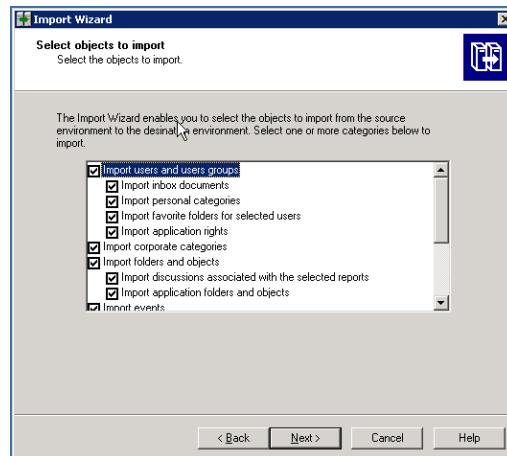 Import Wizard
Select objects to import
Select the objects to import.
The Import Wizard enables you to select the objects to import from the source
environment to the desination environment. Select one or more categories below to
import.
Import users and users groups
Import inbox documents
Import personal categories
Import favorite folders for selected users
Import application rights
Import corporate categories
Import folders and objects
Import discussions associated with the selected reports
Import application folders and objects
Import events
< Back
Next >
Cancel
Help